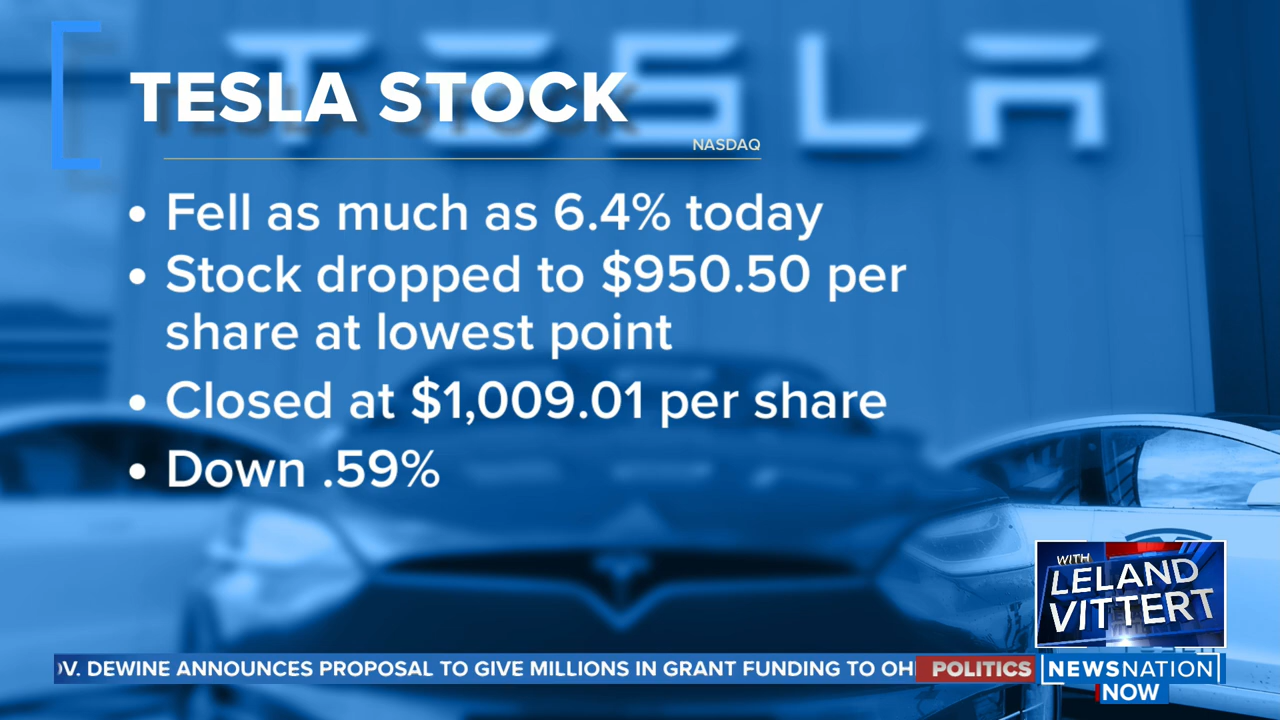 TESLA
TESLA STOCK
NASDAQ
• Fell as much as 6.4% today
• Stock dropped to $950.50 per
share at lowest point
• Closed at $1,009.01 per share
• Down .59%
WITH
LELAND
VITTERT
DEWINE ANNOUNCES PROPOSAL TO GIVE MILLIONS IN GRANT FUNDING TO
POLITICS
NEWSNATION
NOW